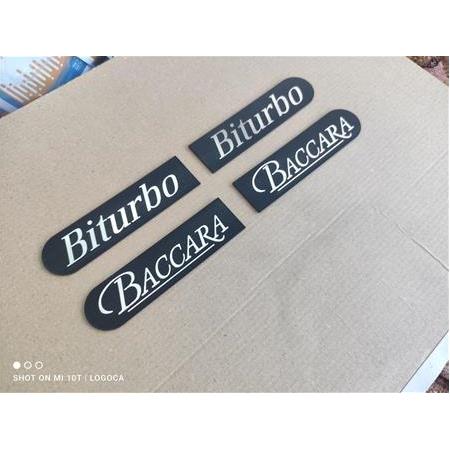 Biturbo
BACCARA
Biturbo
BACCARA
SHOT ON MI 10T | LOGOCA